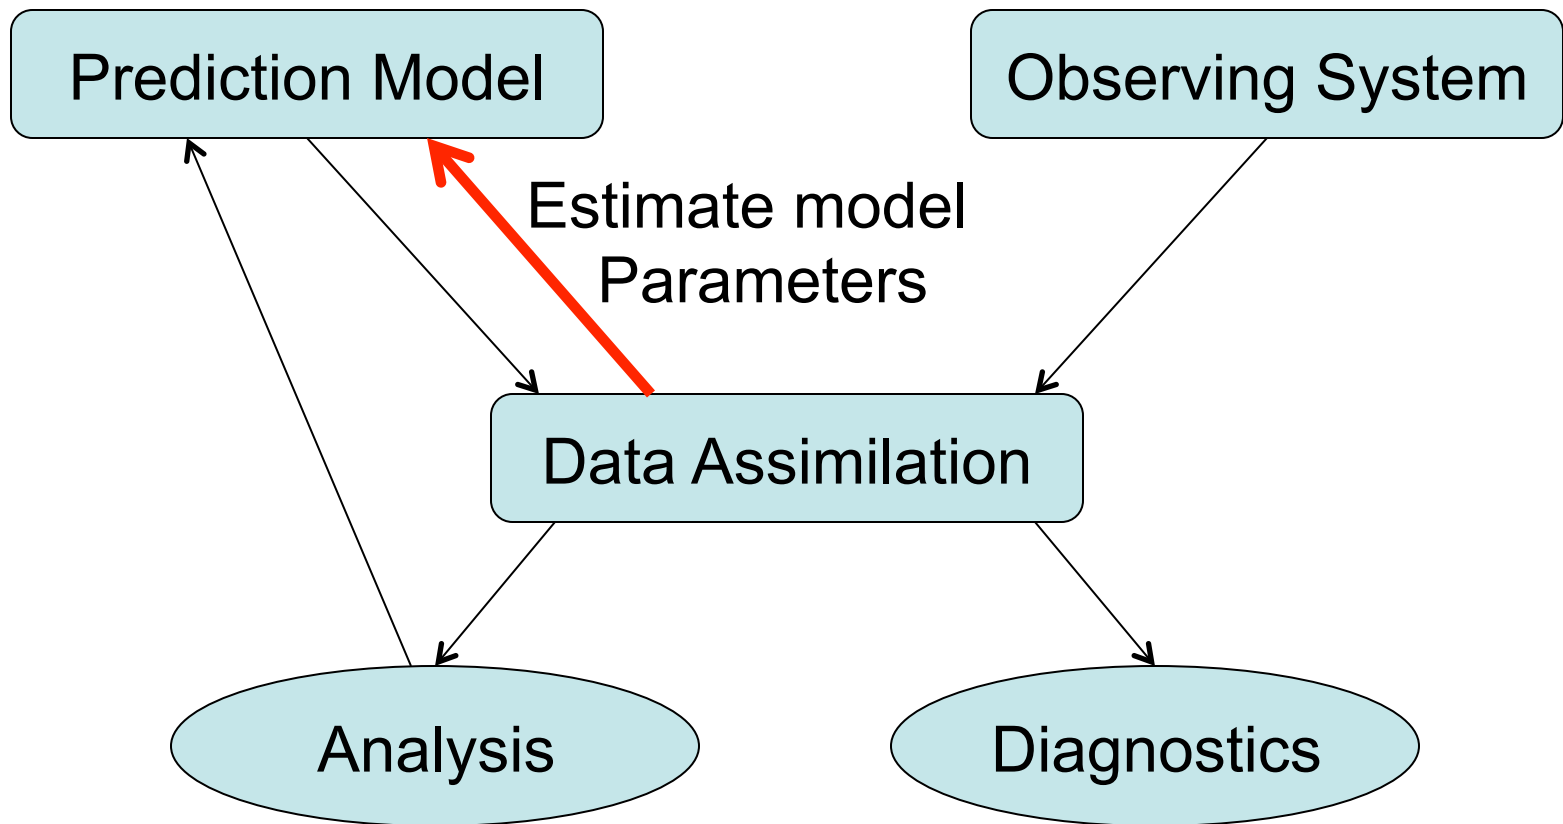 Prediction Model
Observing System
Estimate model
Parameters
Data Assimilation
Analysis
Diagnostics